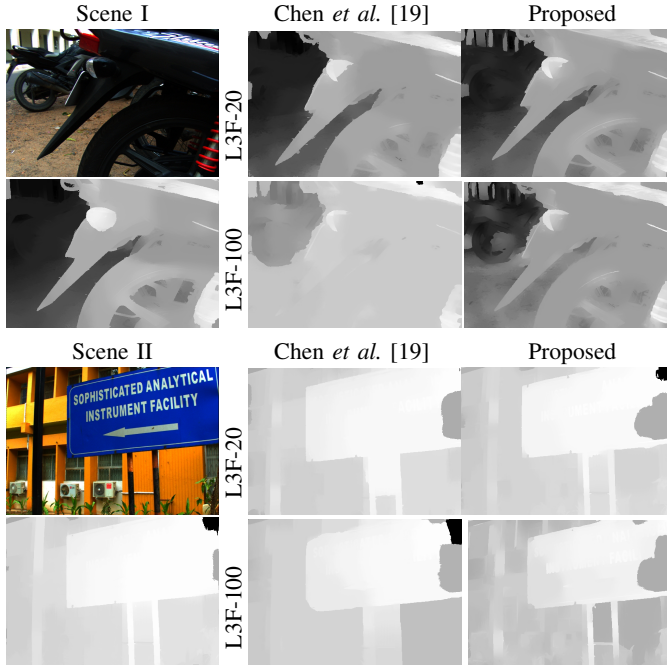 Scene I
Chen et al. [19]
Proposed
L3F-20
L3F-100
Scene II
Chen et al. [19]
Proposed
SOPHISTICATED ANALYTICAL
INSTRUMENT FACILITY
L3F-20
L3F-100